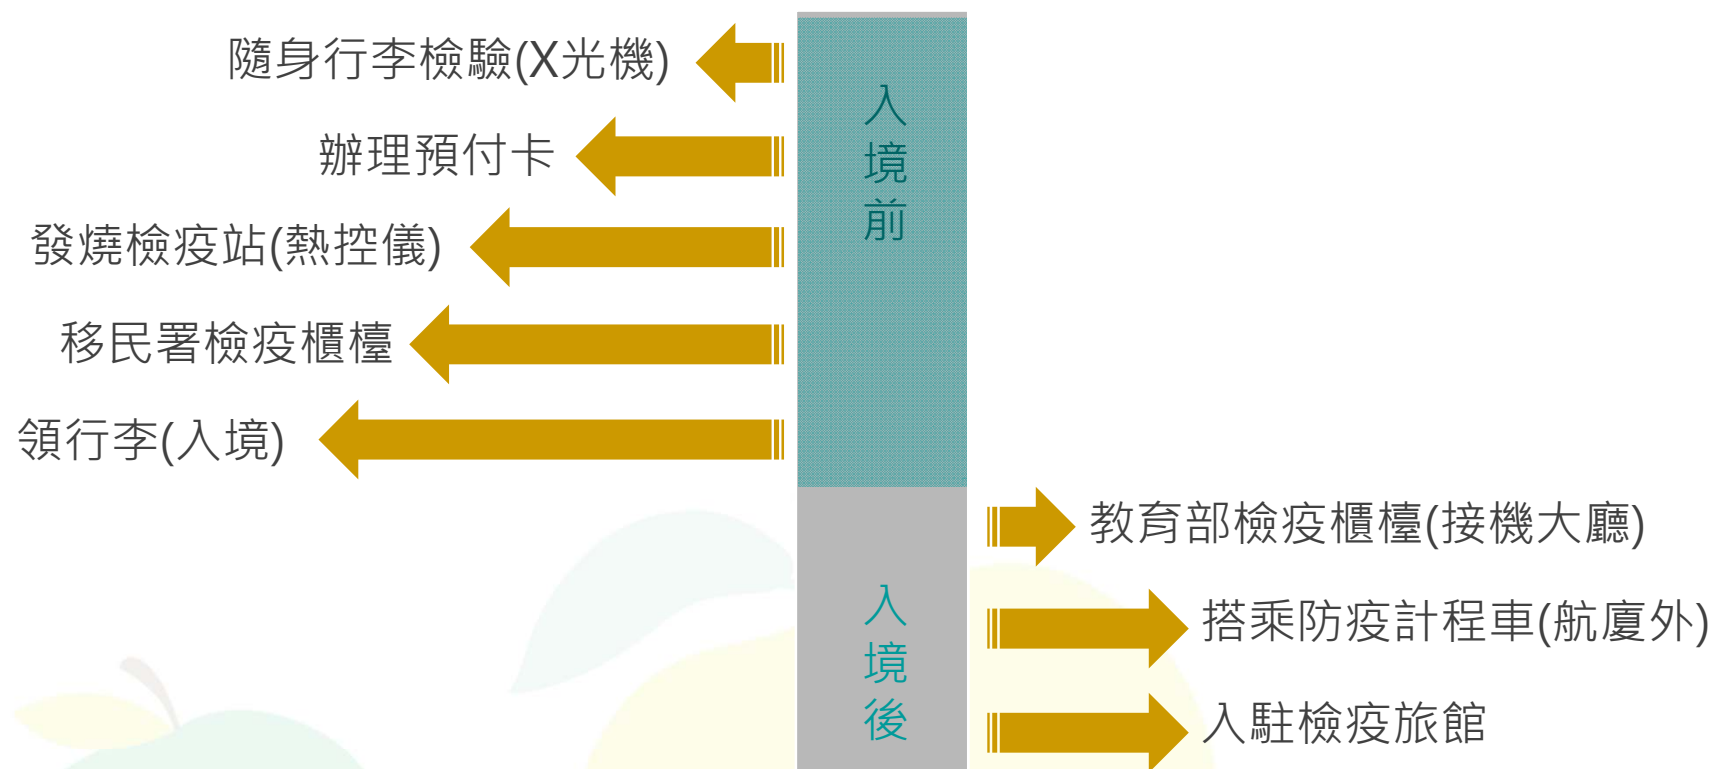 隨身行李檢驗(X光機)
辦理預付卡
發燒檢疫站(熱控儀)
移民署檢疫櫃檯
領行李(入境)
入境前
教育部檢疫櫃檯(接機大廳)
搭乘防疫計程車(航廈外)
入駐檢疫旅館
入境後